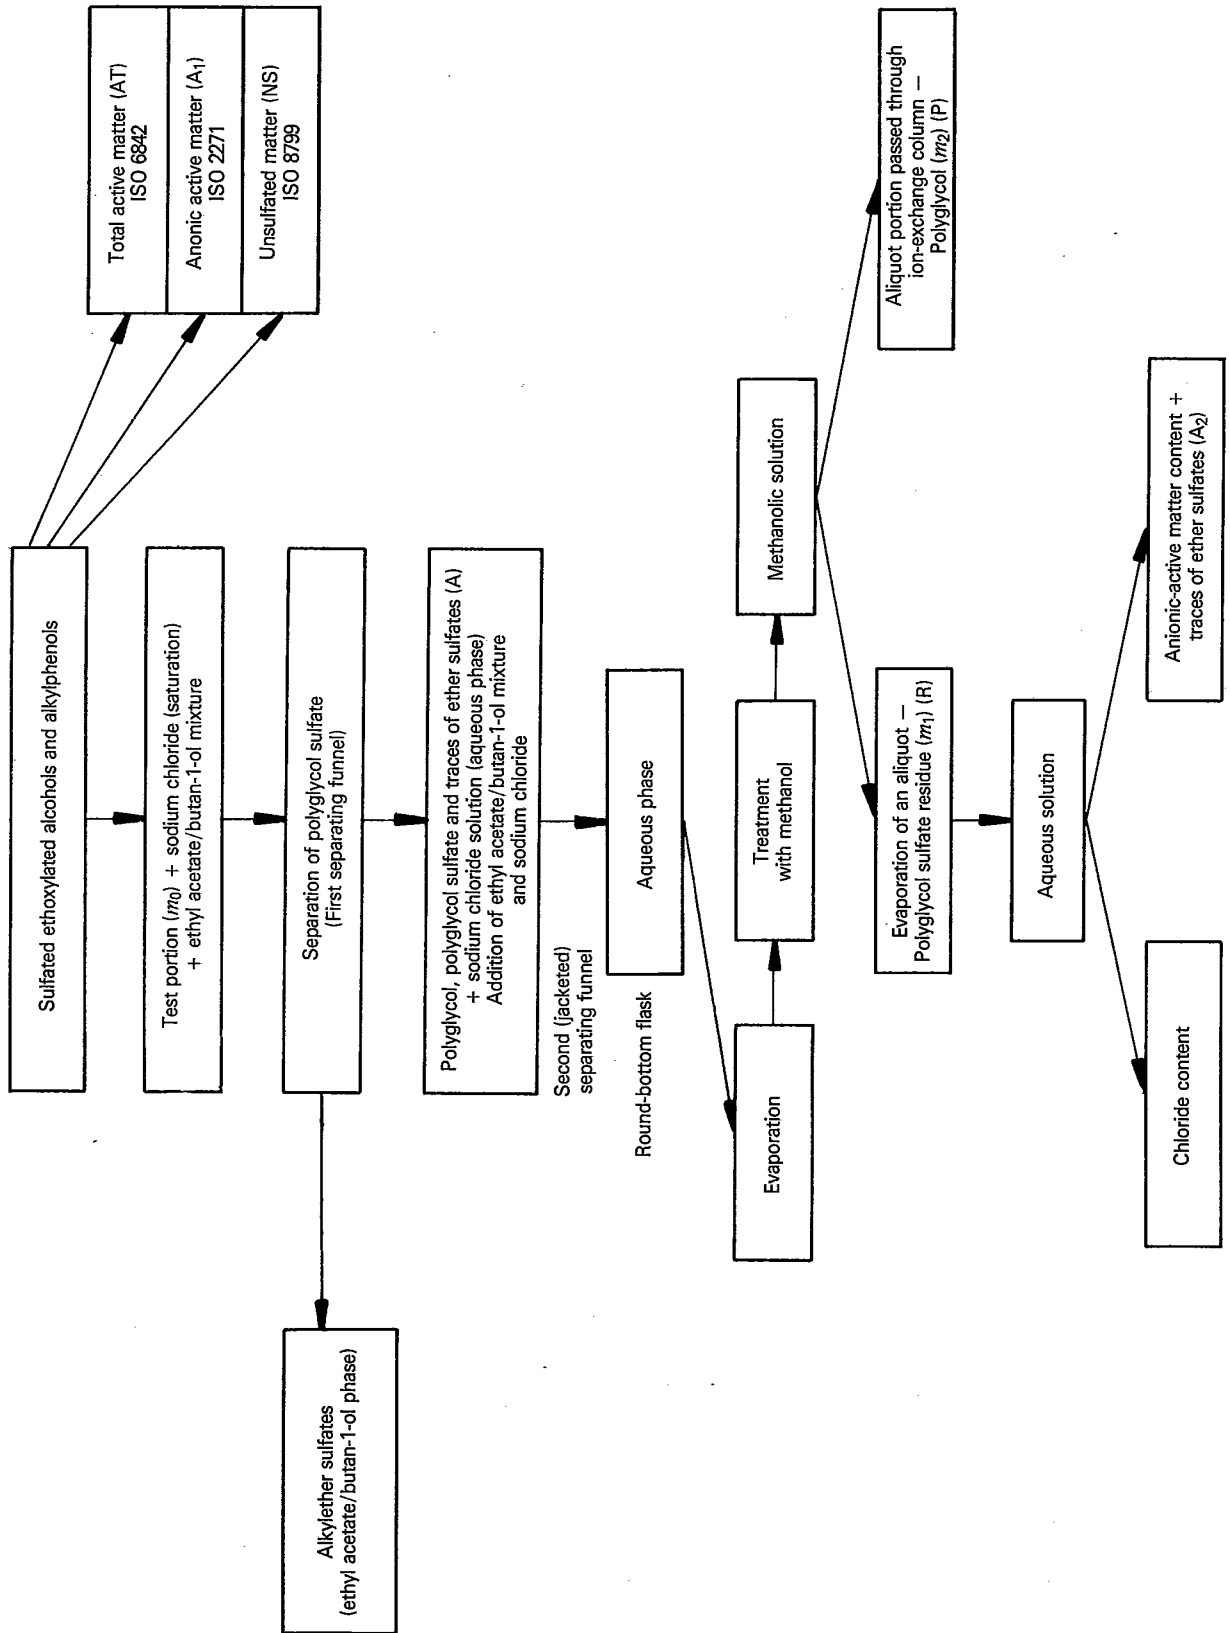 Sulfated ethoxylated alcohols and alkylphenols
Total active matter (AT)
ISO 6842
Anonic active matter (A1)
ISO 2271
Unsulfated matter (NS)
ISO 8799
Test portion (m0) + sodium chloride (saturation)
+ ethyl acetate/butan-1-ol mixture
Alkylether sulfates
(ethyl acetate/butan-1-ol phase)
Separation of polyglycol sulfate
(First separating funnel)
Polyglycol, polyglycol sulfate and traces of ether sulfates (A)
+ sodium chloride solution (aqueous phase)
Addition of ethyl acetate/butan-1-ol mixture
and sodium chloride
Second (jacketed)
separating funnel
Round-bottom flask
Aqueous phase
Evaporation
Treatment
with methanol
Methanolic solution
Evaporation of an aliquot —
Polyglycol sulfate residue (m1) (R)
Aliquot portion passed through
ion-exchange column —
Polyglycol (m2) (P)
Aqueous solution
Chloride content
Anionic-active matter content +
traces of ether sulfates (A2)